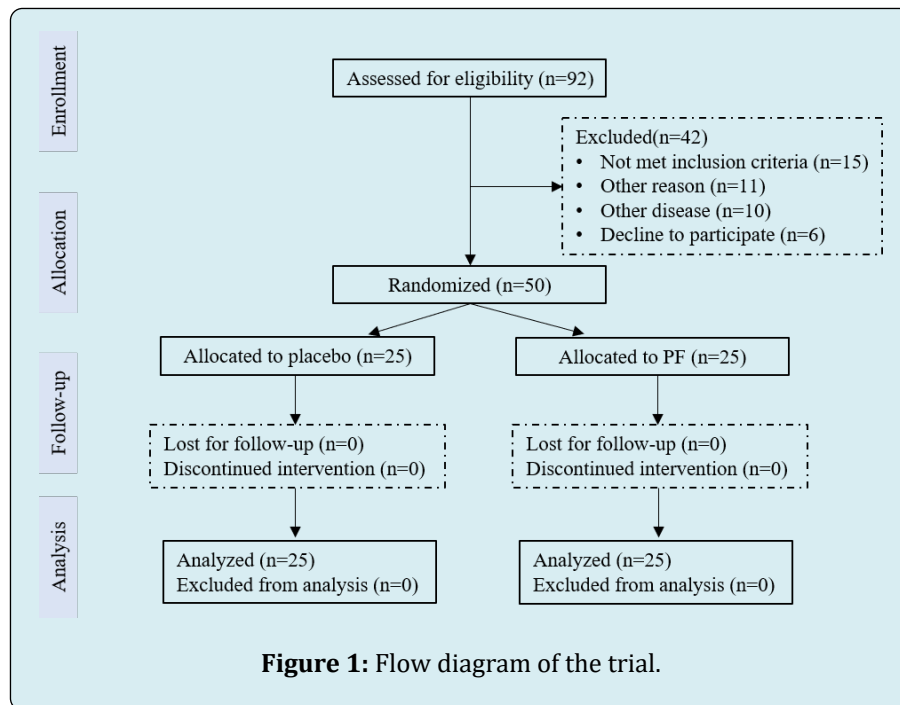 Enrollment
Assessed for eligibility (n=92)
Excluded(n=42)
• Not met inclusion criteria (n=15)
• Other reason (n=11)
• Other disease (n=10)
• Decline to participate (n=6)
Allocation
Randomized (n=50)
Allocated to placebo (n=25)
Allocated to PF (n=25)
Follow-up
Lost for follow-up (n=0)
Discontinued intervention (n=0)
Lost for follow-up (n=0)
Discontinued intervention (n=0)
Analysis
Analyzed (n=25)
Excluded from analysis (n=0)
Analyzed (n=25)
Excluded from analysis (n=0)
Figure 1: Flow diagram of the trial.